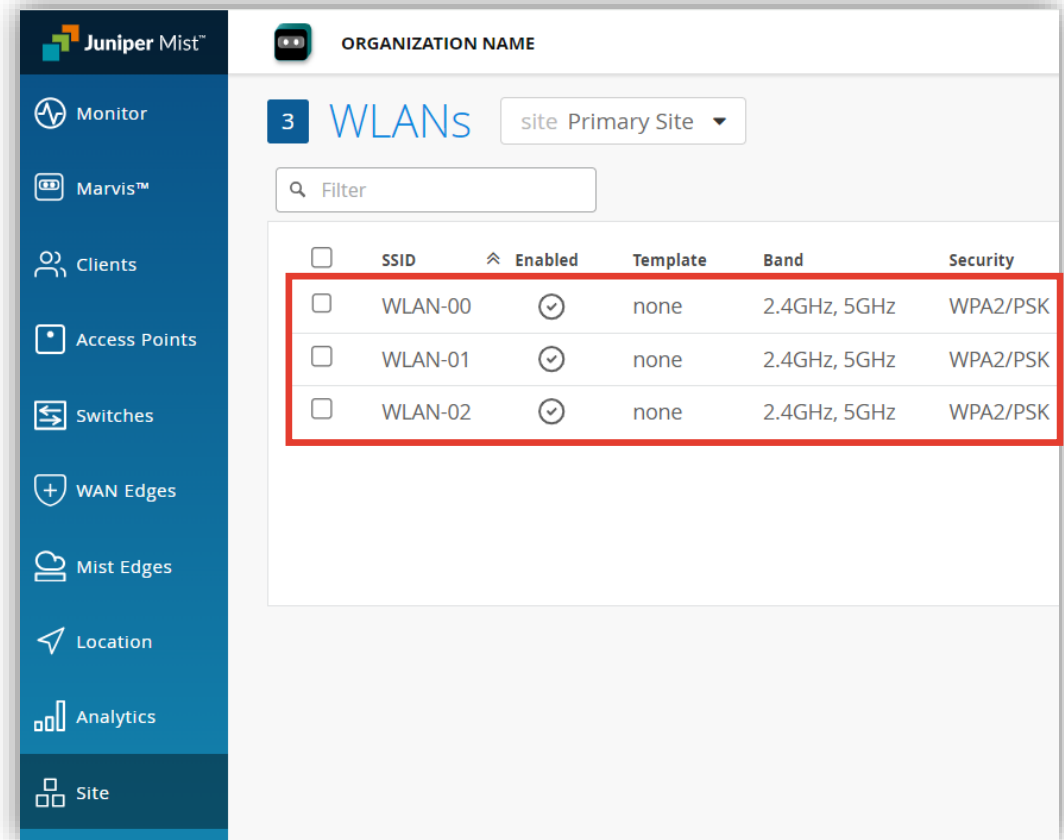 Juniper Mist™
ORGANIZATION NAME
Monitor
Marvis™
Clients
Access Points
Switches
WAN Edges
Mist Edges
Location
Analytics
Site
3 WLANs site Primary Site
Filter
SSID Enabled Template Band Security
WLAN-00 none 2.4GHz, 5GHz WPA2/PSK
WLAN-01 none 2.4GHz, 5GHz WPA2/PSK
WLAN-02 none 2.4GHz, 5GHz WPA2/PSK